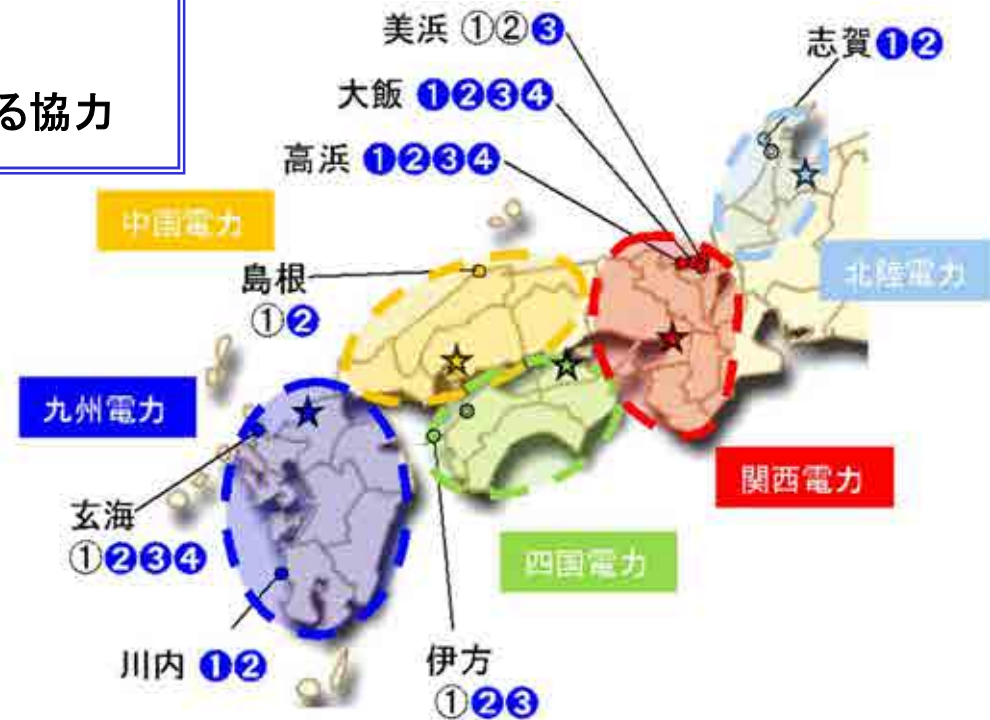 る協力
美浜 ①②❸
志賀❶❷
大飯 ❶❷❸❹
高浜 ❶❷❸❹
中国電力
北陸電力
島根
①❷
九州電力
関西電力
玄海
①❷❸❹
四国電力
川内 ❶❷
伊方
①❷❸